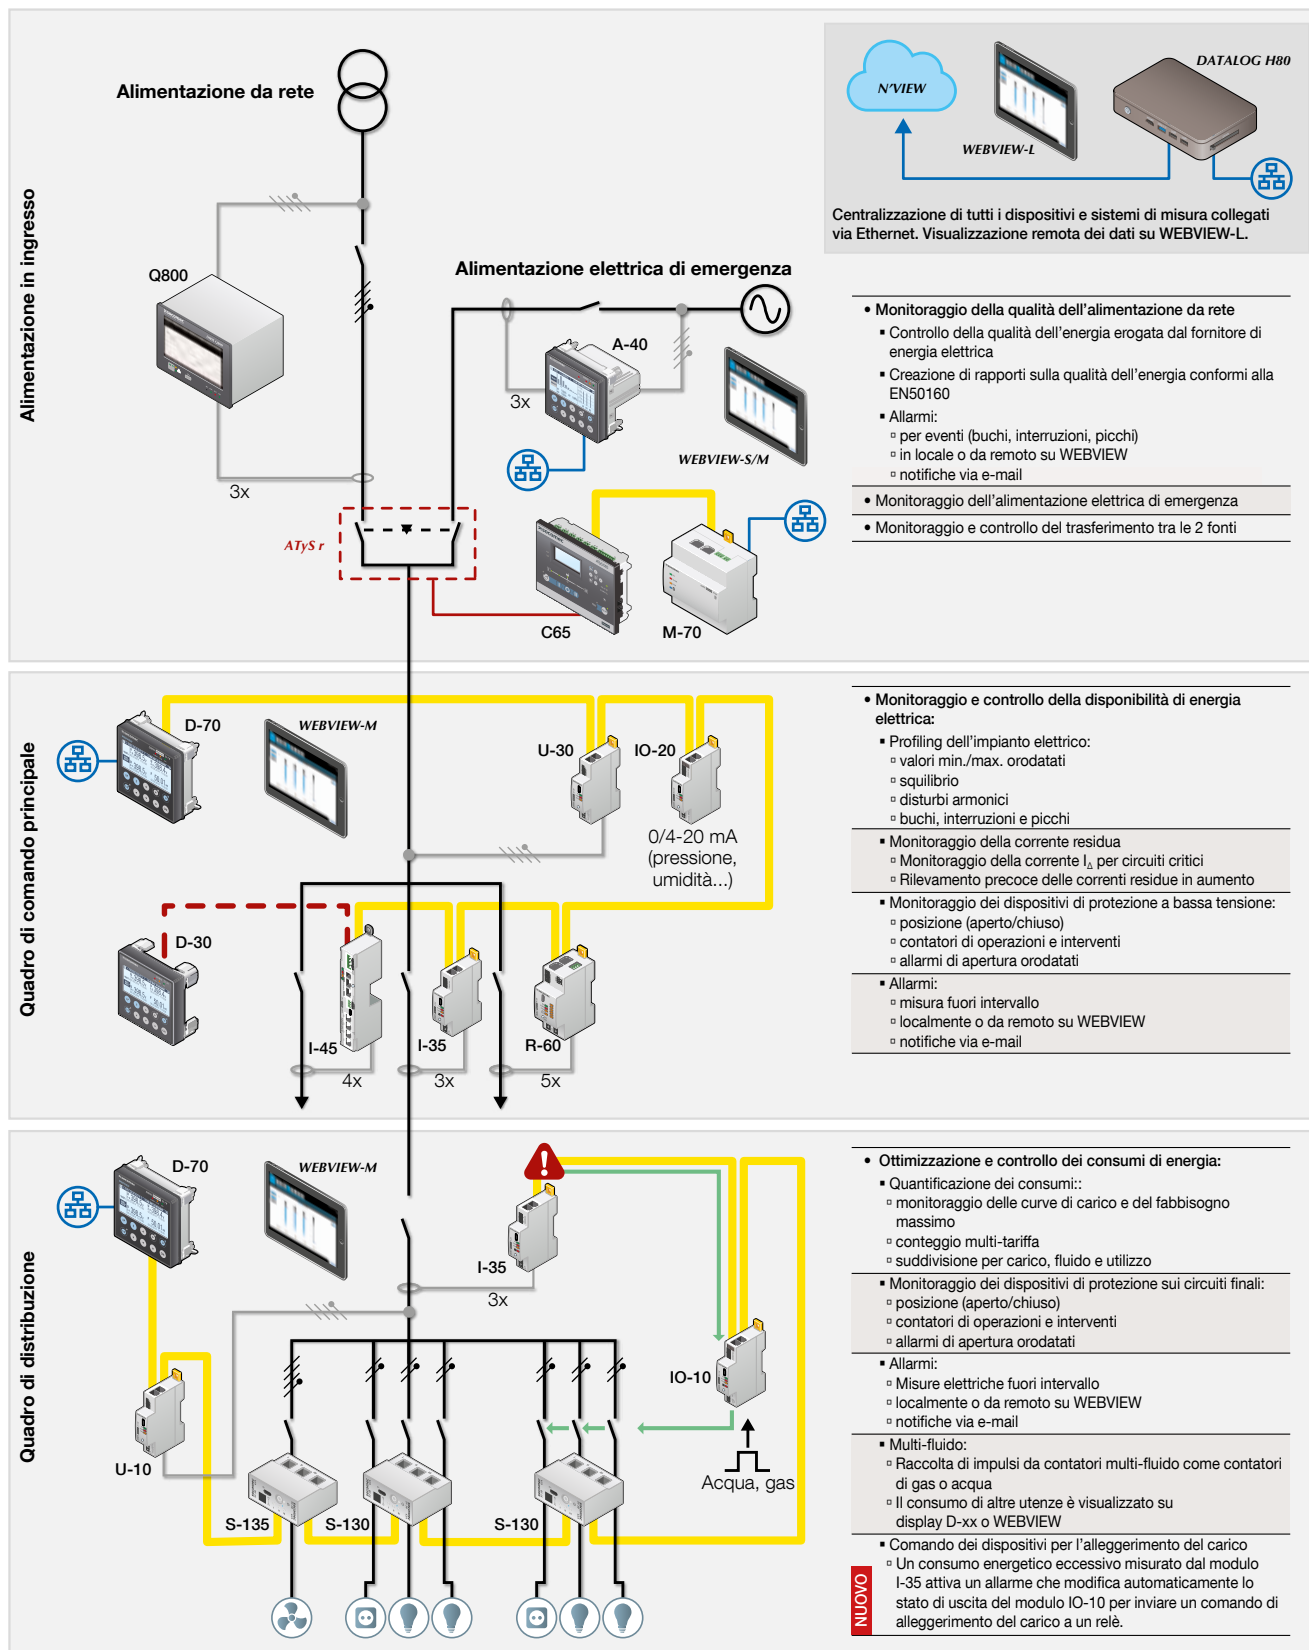 Alimentazione in ingresso
Alimentazione da rete
N'VIEW
DATALOG H80
WEBVIEW-L
Centralizzazione di tutti i dispositivi e sistemi di misura collegati
via Ethernet. Visualizzazione remota dei dati su WEBVIEW-L.
Q800
Alimentazione elettrica di emergenza
A-40
3x
WEBVIEW-S/M
3x
ATyS r
C65
M-70
• Monitoraggio della qualità dell'alimentazione da rete
▪ Controllo della qualità dell'energia erogata dal fornitore di
energia elettrica
▪ Creazione di rapporti sulla qualità dell'energia conformi alla
EN50160
▪ Allarmi:
▫ per eventi (buchi, interruzioni, picchi)
▫ in locale o da remoto su WEBVIEW
▫ notifiche via e-mail
• Monitoraggio dell'alimentazione elettrica di emergenza
• Monitoraggio e controllo del trasferimento tra le 2 fonti
Quadro di comando principale
D-70
WEBVIEW-M
U-30
IO-20
0/4-20 mA
(pressione,
umidità...)
D-30
I-45
I-35
R-60
4x
3x
5x
• Monitoraggio e controllo della disponibilità di energia
elettrica:
▪ Profiling dell'impianto elettrico:
▫ valori min./max. orodatati
▫ squilibrio
▫ disturbi armonici
▫ buchi, interruzioni e picchi
▪ Monitoraggio della corrente residua
▫ Monitoraggio della corrente IΔ per circuiti critici
▫ Rilevamento precoce delle correnti residue in aumento
▪ Monitoraggio dei dispositivi di protezione a bassa tensione:
▫ posizione (aperto/chiuso)
▫ contatori di operazioni e interventi
▫ allarmi di apertura orodatati
▪ Allarmi:
▫ misura fuori intervallo
▫ localmente o da remoto su WEBVIEW
▫ notifiche via e-mail
Quadro di distribuzione
D-70
WEBVIEW-M
I-35
3x
IO-10
U-10
Acqua, gas
S-135
S-130
S-130
• Ottimizzazione e controllo dei consumi di energia:
▪ Quantificazione dei consumi::
▫ monitoraggio delle curve di carico e del fabbisogno
massimo
▫ conteggio multi-tariffa
▫ suddivisione per carico, fluido e utilizzo
▪ Monitoraggio dei dispositivi di protezione sui circuiti finali:
▫ posizione (aperto/chiuso)
▫ contatori di operazioni e interventi
▫ allarmi di apertura orodatati
▪ Allarmi:
▫ Misure elettriche fuori intervallo
▫ localmente o da remoto su WEBVIEW
▫ notifiche via e-mail
▪ Multi-fluido:
▫ Raccolta di impulsi da contatori multi-fluido come contatori
di gas o acqua
▫ Il consumo di altre utenze è visualizzato su
display D-xx o WEBVIEW
▪ Comando dei dispositivi per l'alleggerimento del carico
▫ Un consumo energetico eccessivo misurato dal modulo
I-35 attiva un allarme che modifica automaticamente lo
stato di uscita del modulo IO-10 per inviare un comando di
alleggerimento del carico a un relè.
NUOVO